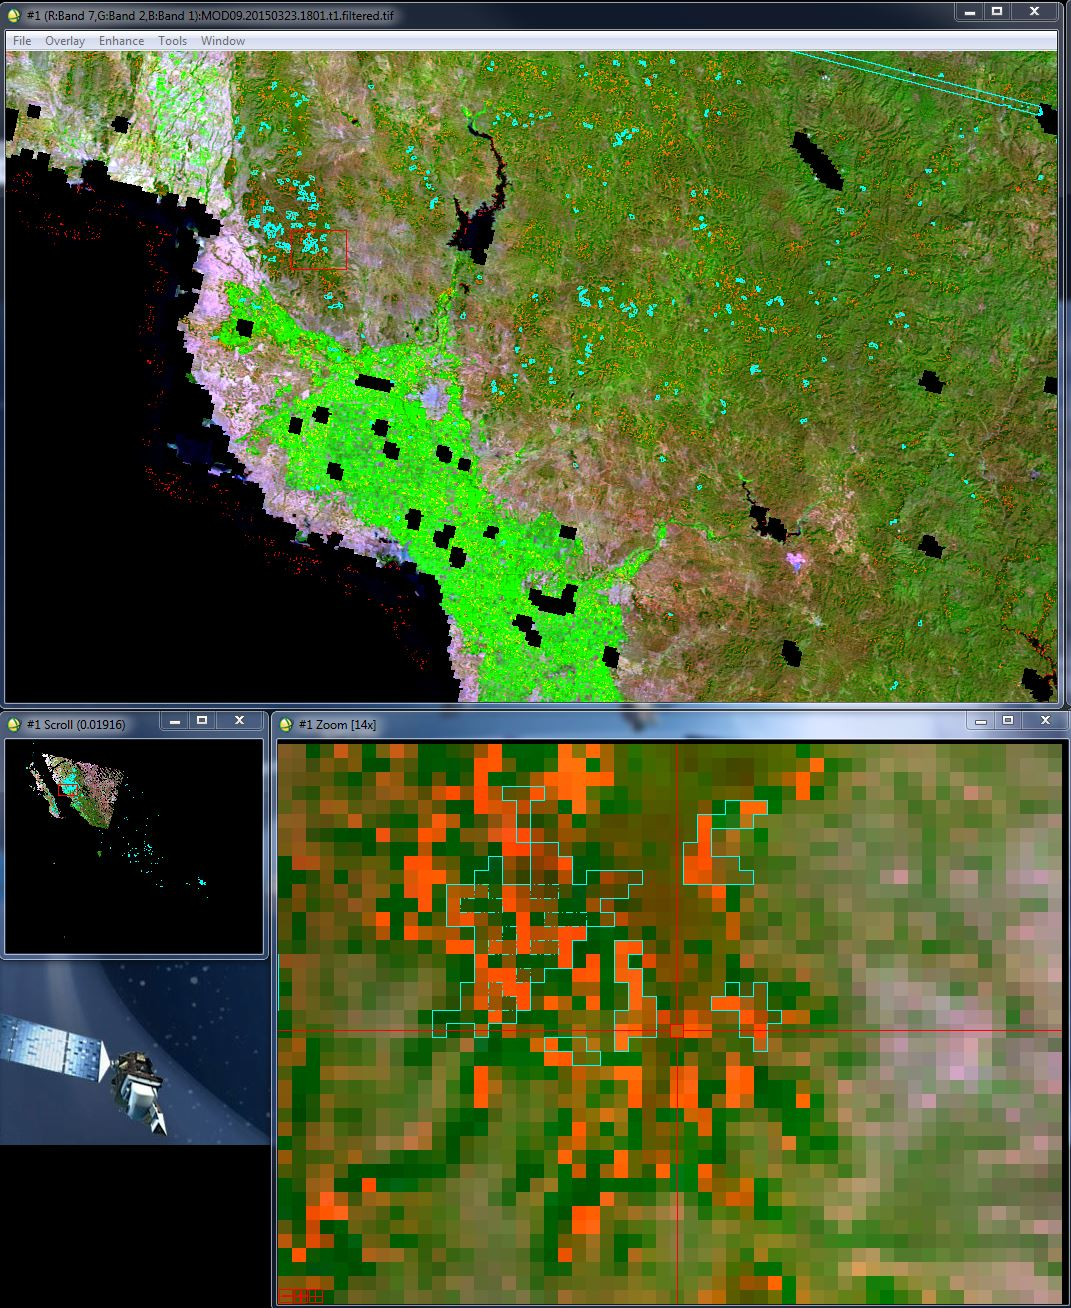 #1 (R:Band 7,G:Band 2,B:Band 1):MOD09.20150323.1801.t1.filtered.tif
File Overlay Enhance Tools Window
#1 Scroll (0.01916)
#1 Zoom [14x]